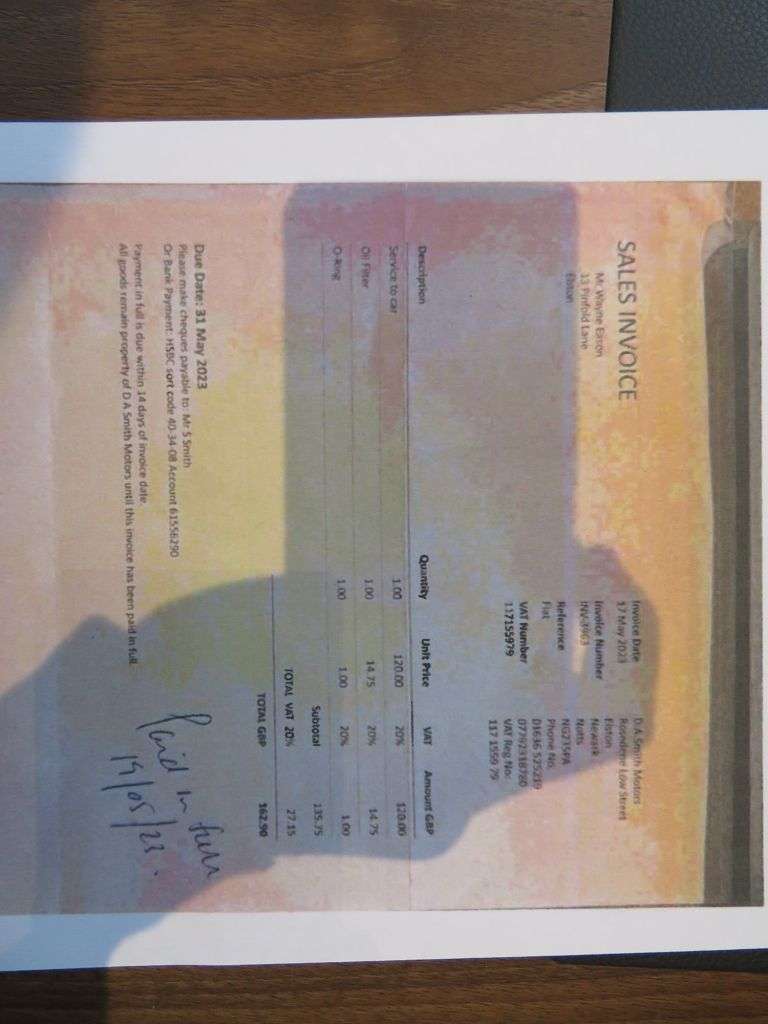 SALES INVOICE
Mr Wayne Eaton
13 Pinfold Lane
Elston
Invoice Date
17 May 2023
Invoice Number
INV-3903
Reference
Fiat
VAT Number
117155979
D A Smith Motors
Rosedene Low Street
Elston
Newark
Notts
NG235PA
Phone No.
01636 525239
07792318780
VAT Reg No:
117 1559 79
Description Quantity Unit Price VAT Amount GBP
Service to car 1.00 120.00 20% 120.00
Oil Filter 1.00 14.75 20% 14.75
O-Ring 1.00 1.00 20% 1.00
Subtotal 135.75
TOTAL VAT 20% 27.15
TOTAL GBP 162.90
Due Date: 31 May 2023
Please make cheques payable to: Mr S Smith
Or Bank Payment: HSBC sort code 40-34-08 Account 61556290
Payment in full is due within 14 days of invoice date.
All goods remain property of D A Smith Motors until this invoice has been paid in full.
Paid in full
19/05/23.